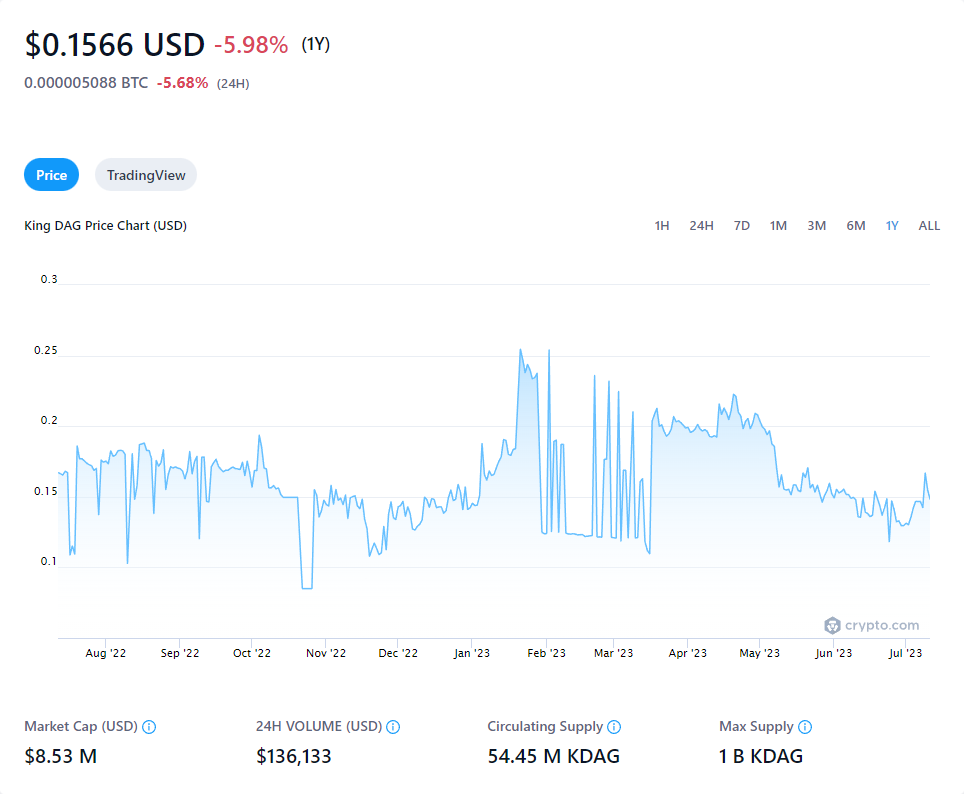 $0.1566 USD -5.98% (1Y)
0.000005088 BTC -5.68% (24H)
Price TradingView
King DAG Price Chart (USD) 1H 24H 7D 1M 3M 6M 1Y ALL
0.3
0.25
0.2
0.15
0.1
crypto.com
Aug '22 Sep '22 Oct '22 Nov '22 Dec '22 Jan '23 Feb '23 Mar '23 Apr '23 May '23 Jun '23 Jul '23
Market Cap (USD) 24H VOLUME (USD) Circulating Supply Max Supply
$8.53 M $136,133 54.45 M KDAG 1 B KDAG